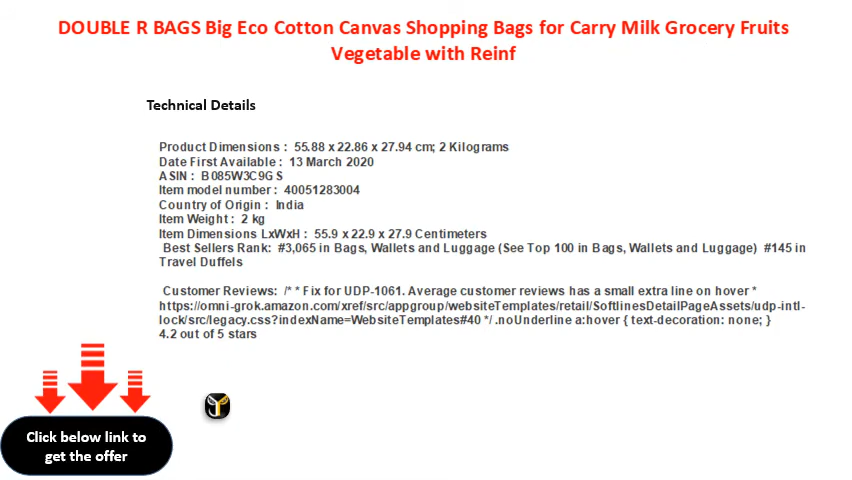 DOUBLE R BAGS Big Eco Cotton Canvas Shopping Bags for Carry Milk Grocery Fruits
Vegetable with Reinf
Technical Details
Product Dimensions : 55.88 x 22.86 x 27.94 cm; 2 Kilograms
Date First Available : 13 March 2020
ASIN : B085W3C9GS
Item model number : 40051283004
Country of Origin : India
Item Weight : 2 kg
Item Dimensions LxWxH : 55.9 x 22.9 x 27.9 Centimeters
Best Sellers Rank: #3,065 in Bags, Wallets and Luggage (See Top 100 in Bags, Wallets and Luggage) #145 in
Travel Duffels
Customer Reviews: /* * Fix for UDP-1061. Average customer reviews has a small extra line on hover *
https://omni-grok.amazon.com/xref/src/appgroup/websiteTemplates/retail/SoftlinesDetailPageAssets/udp-intl-
lock/src/legacy.css?indexName=WebsiteTemplates#40 */ .noUnderline a:hover { text-decoration: none; }
4.2 out of 5 stars
Click below link to
get the offer